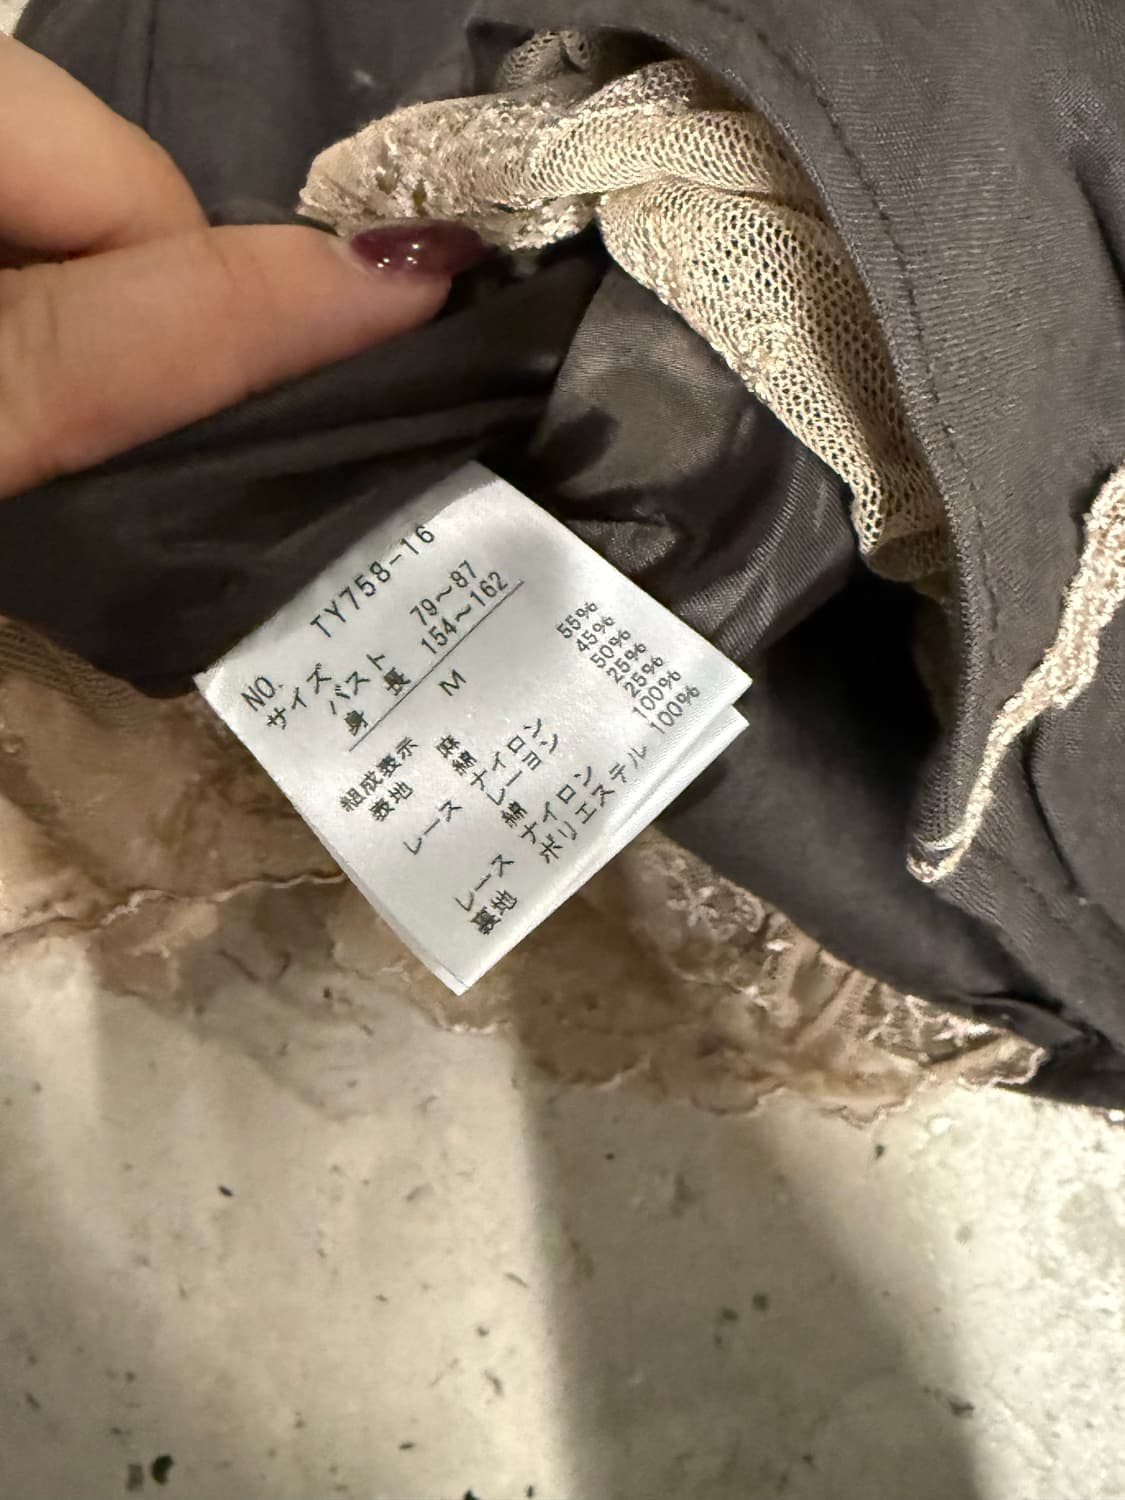 NO. TY758-16
サイズ
バスト 79～87
身長 154～162
M
組成表示
表地 麻 55%
綿 45%
レース ナイロン 50%
レーヨン 25%
綿 25%
レース ナイロン 100%
裏地 ポリエステル 100%